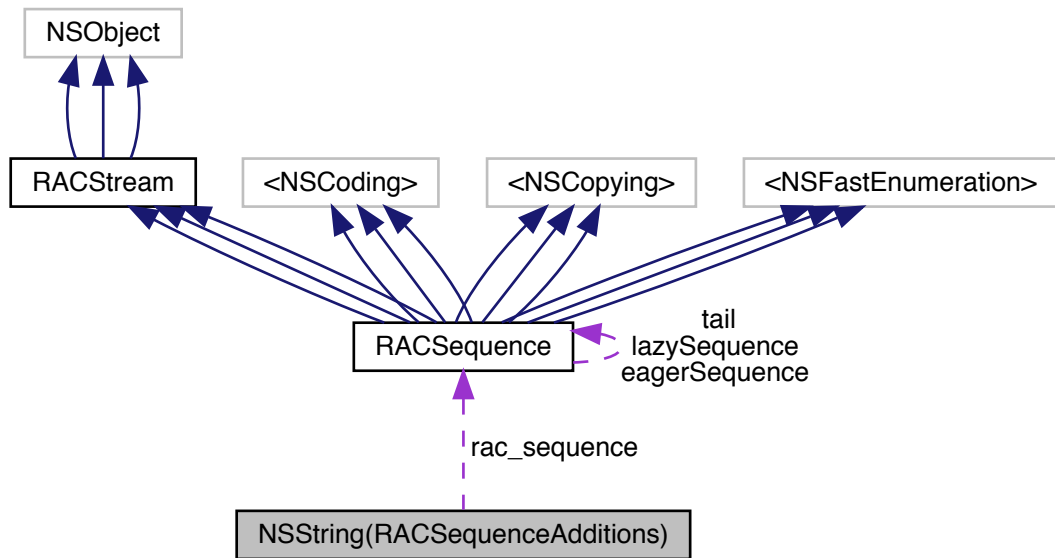 NSObject
RACStream
<NSCoding>
<NSCopying>
<NSFastEnumeration>
RACSequence
tail
lazySequence
eagerSequence
rac_sequence
NSString(RACSequenceAdditions)